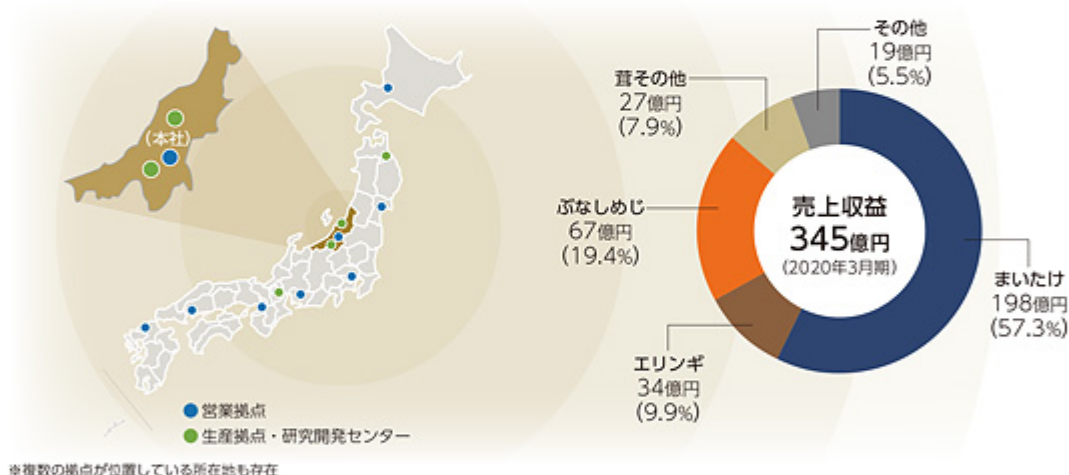 (本社)
営業拠点
生産拠点・研究開発センター
※複数の拠点が位置している所在地も存在
その他
19億円
(5.5%)
茸その他
27億円
(7.9%)
ぶなしめじ
67億円
(19.4%)
エリンギ
34億円
(9.9%)
売上収益
345億円
(2020年3月期)
まいたけ
198億円
(57.3%)